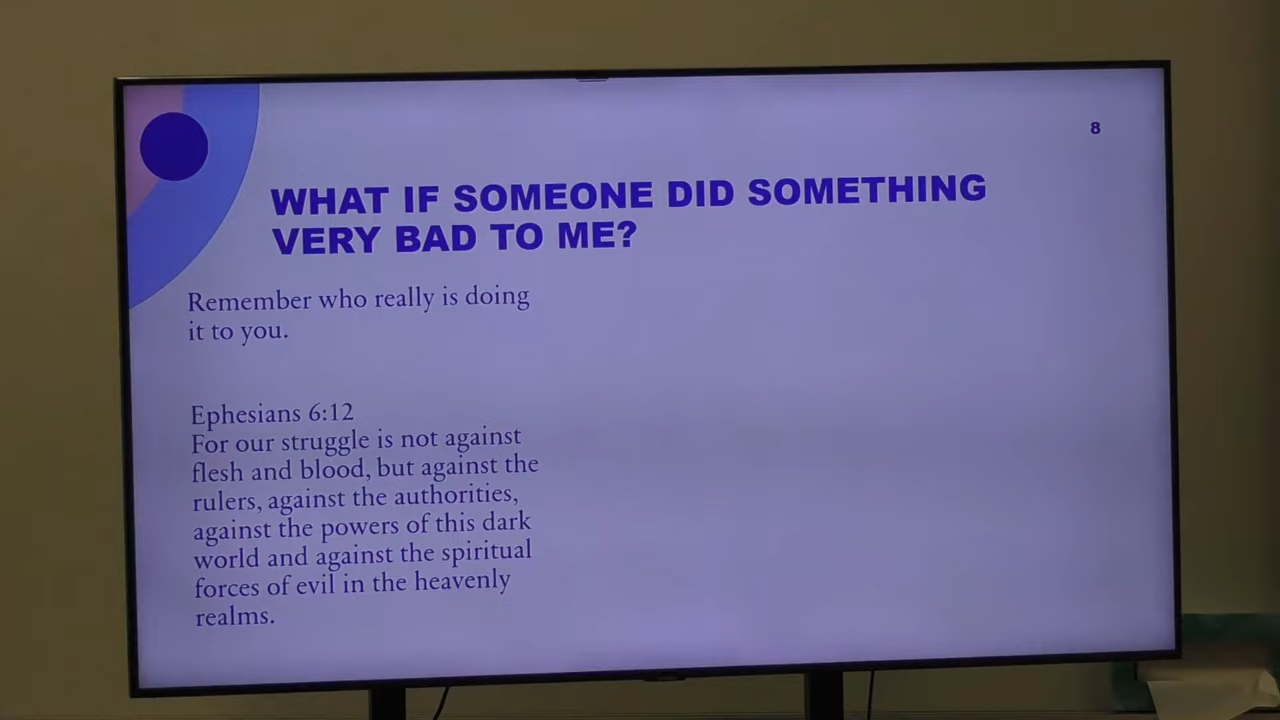 8
WHAT IF SOMEONE DID SOMETHING
VERY BAD TO ME?
Remember who really is doing
it to you.
Ephesians 6:12
For our struggle is not against
flesh and blood, but against the
rulers, against the authorities,
against the powers of this dark
world and against the spiritual
forces of evil in the heavenly
realms.